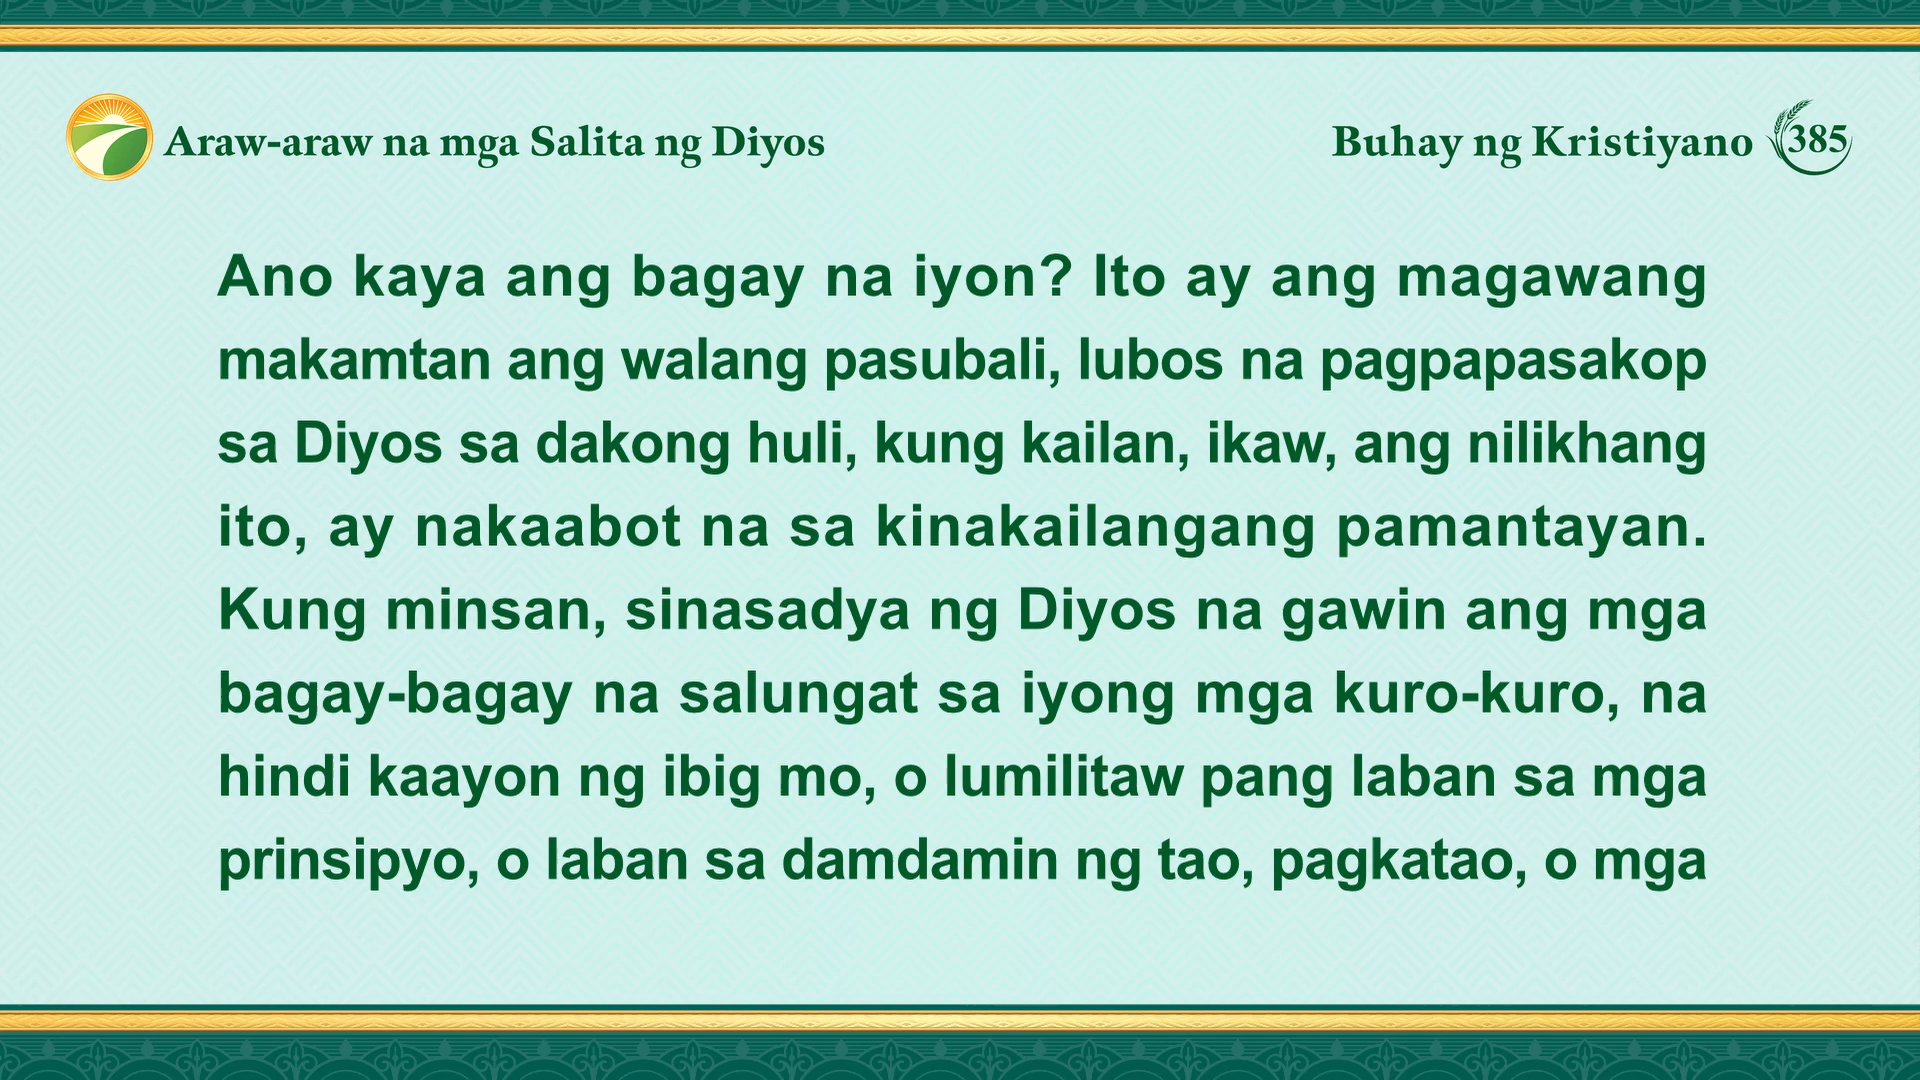 Araw-araw na mga Salita ng Diyos
Buhay ng Kristiyano 385
Ano kaya ang bagay na iyon? Ito ay ang magawang
makamtan ang walang pasubali, lubos na pagpapasakop
sa Diyos sa dakong huli, kung kailan, ikaw, ang nilikhang
ito, ay nakaabot na sa kinakailangang pamantayan.
Kung minsan, sinasadya ng Diyos na gawin ang mga
bagay-bagay na salungat sa iyong mga kuro-kuro, na
hindi kaayon ng ibig mo, o lumilitaw pang laban sa mga
prinsipyo, o laban sa damdamin ng tao, pagkatao, o mga